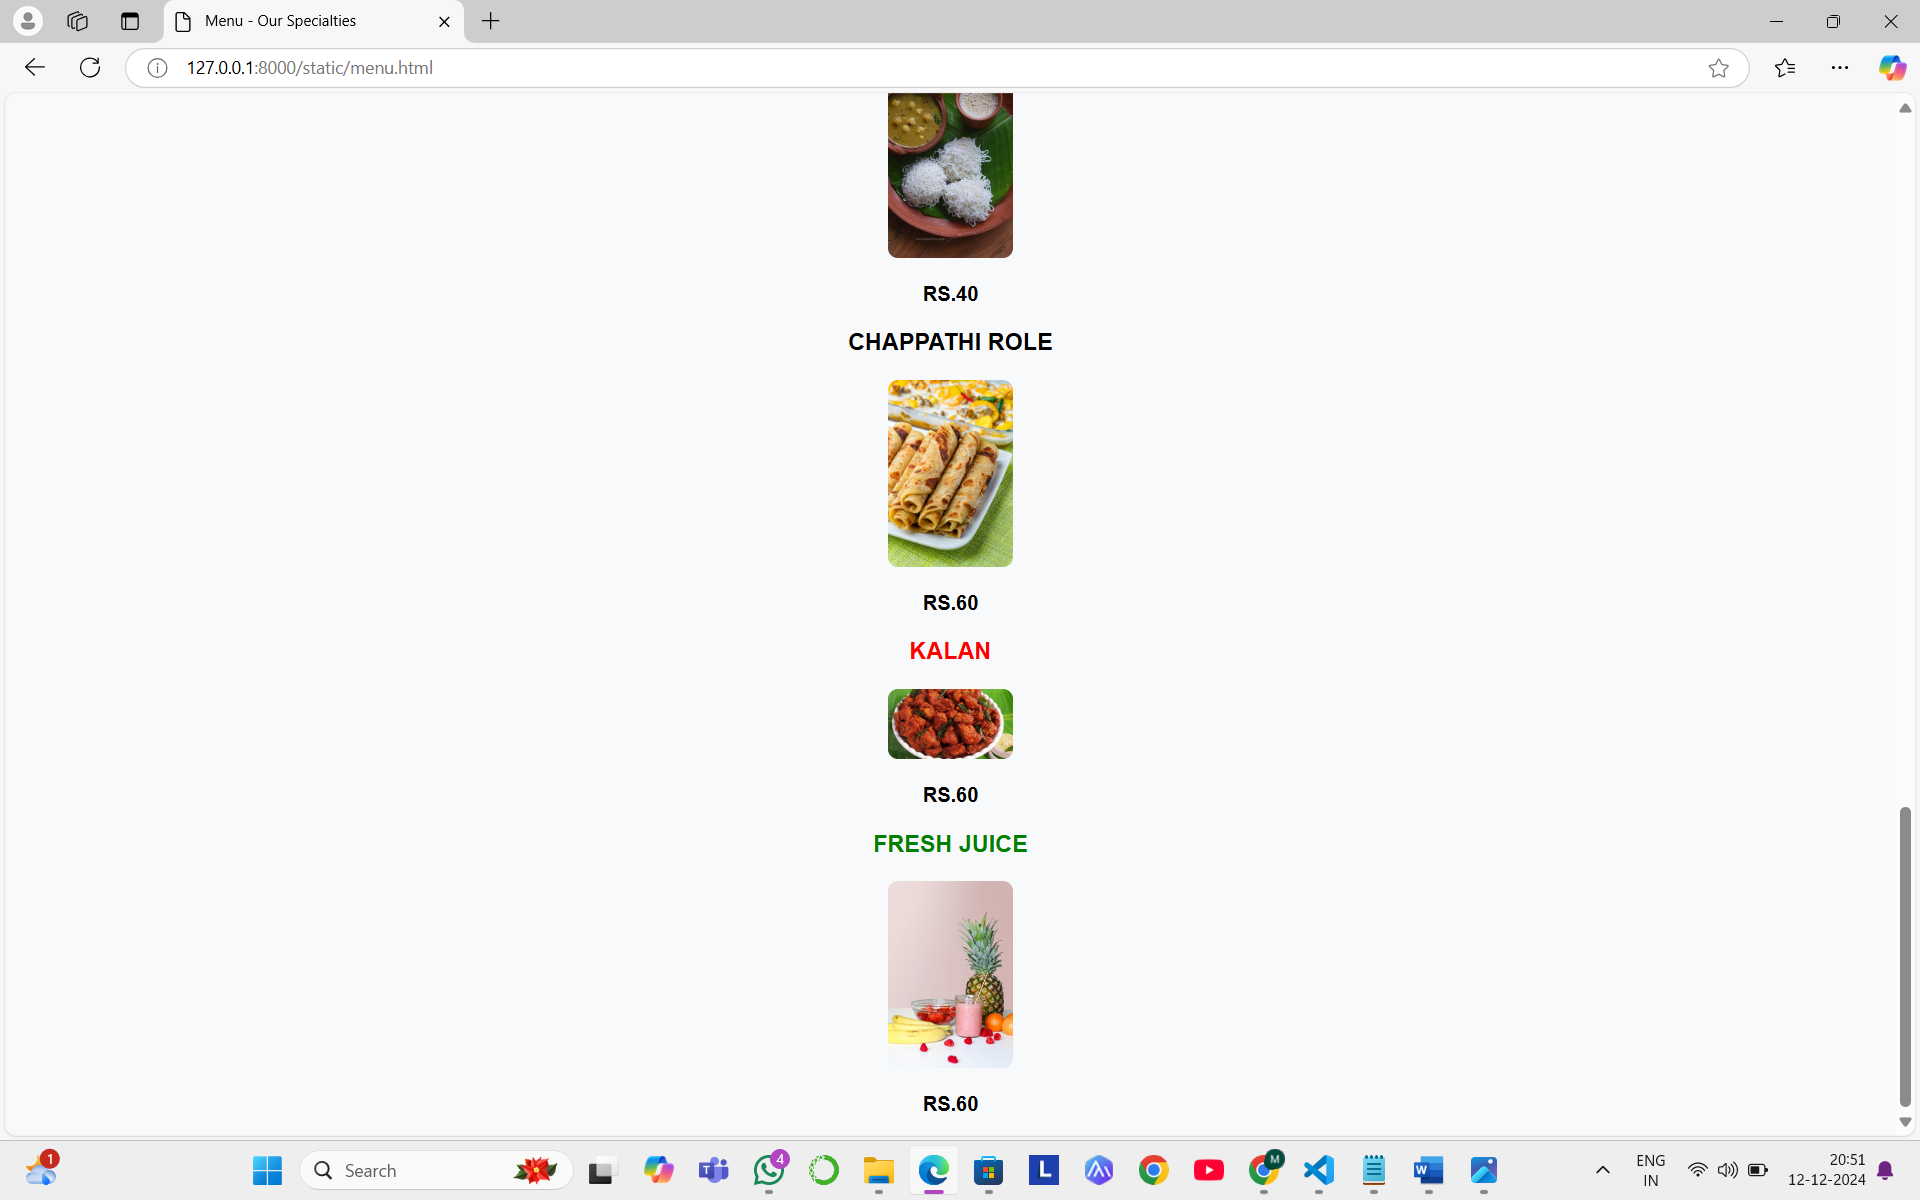 Menu - Our Specialties
127.0.0.1:8000/static/menu.html
RS.40
CHAPPATHI ROLE
RS.60
KALAN
RS.60
FRESH JUICE
RS.60
1
Search
4
M
ENG
IN
20:51
12-12-2024